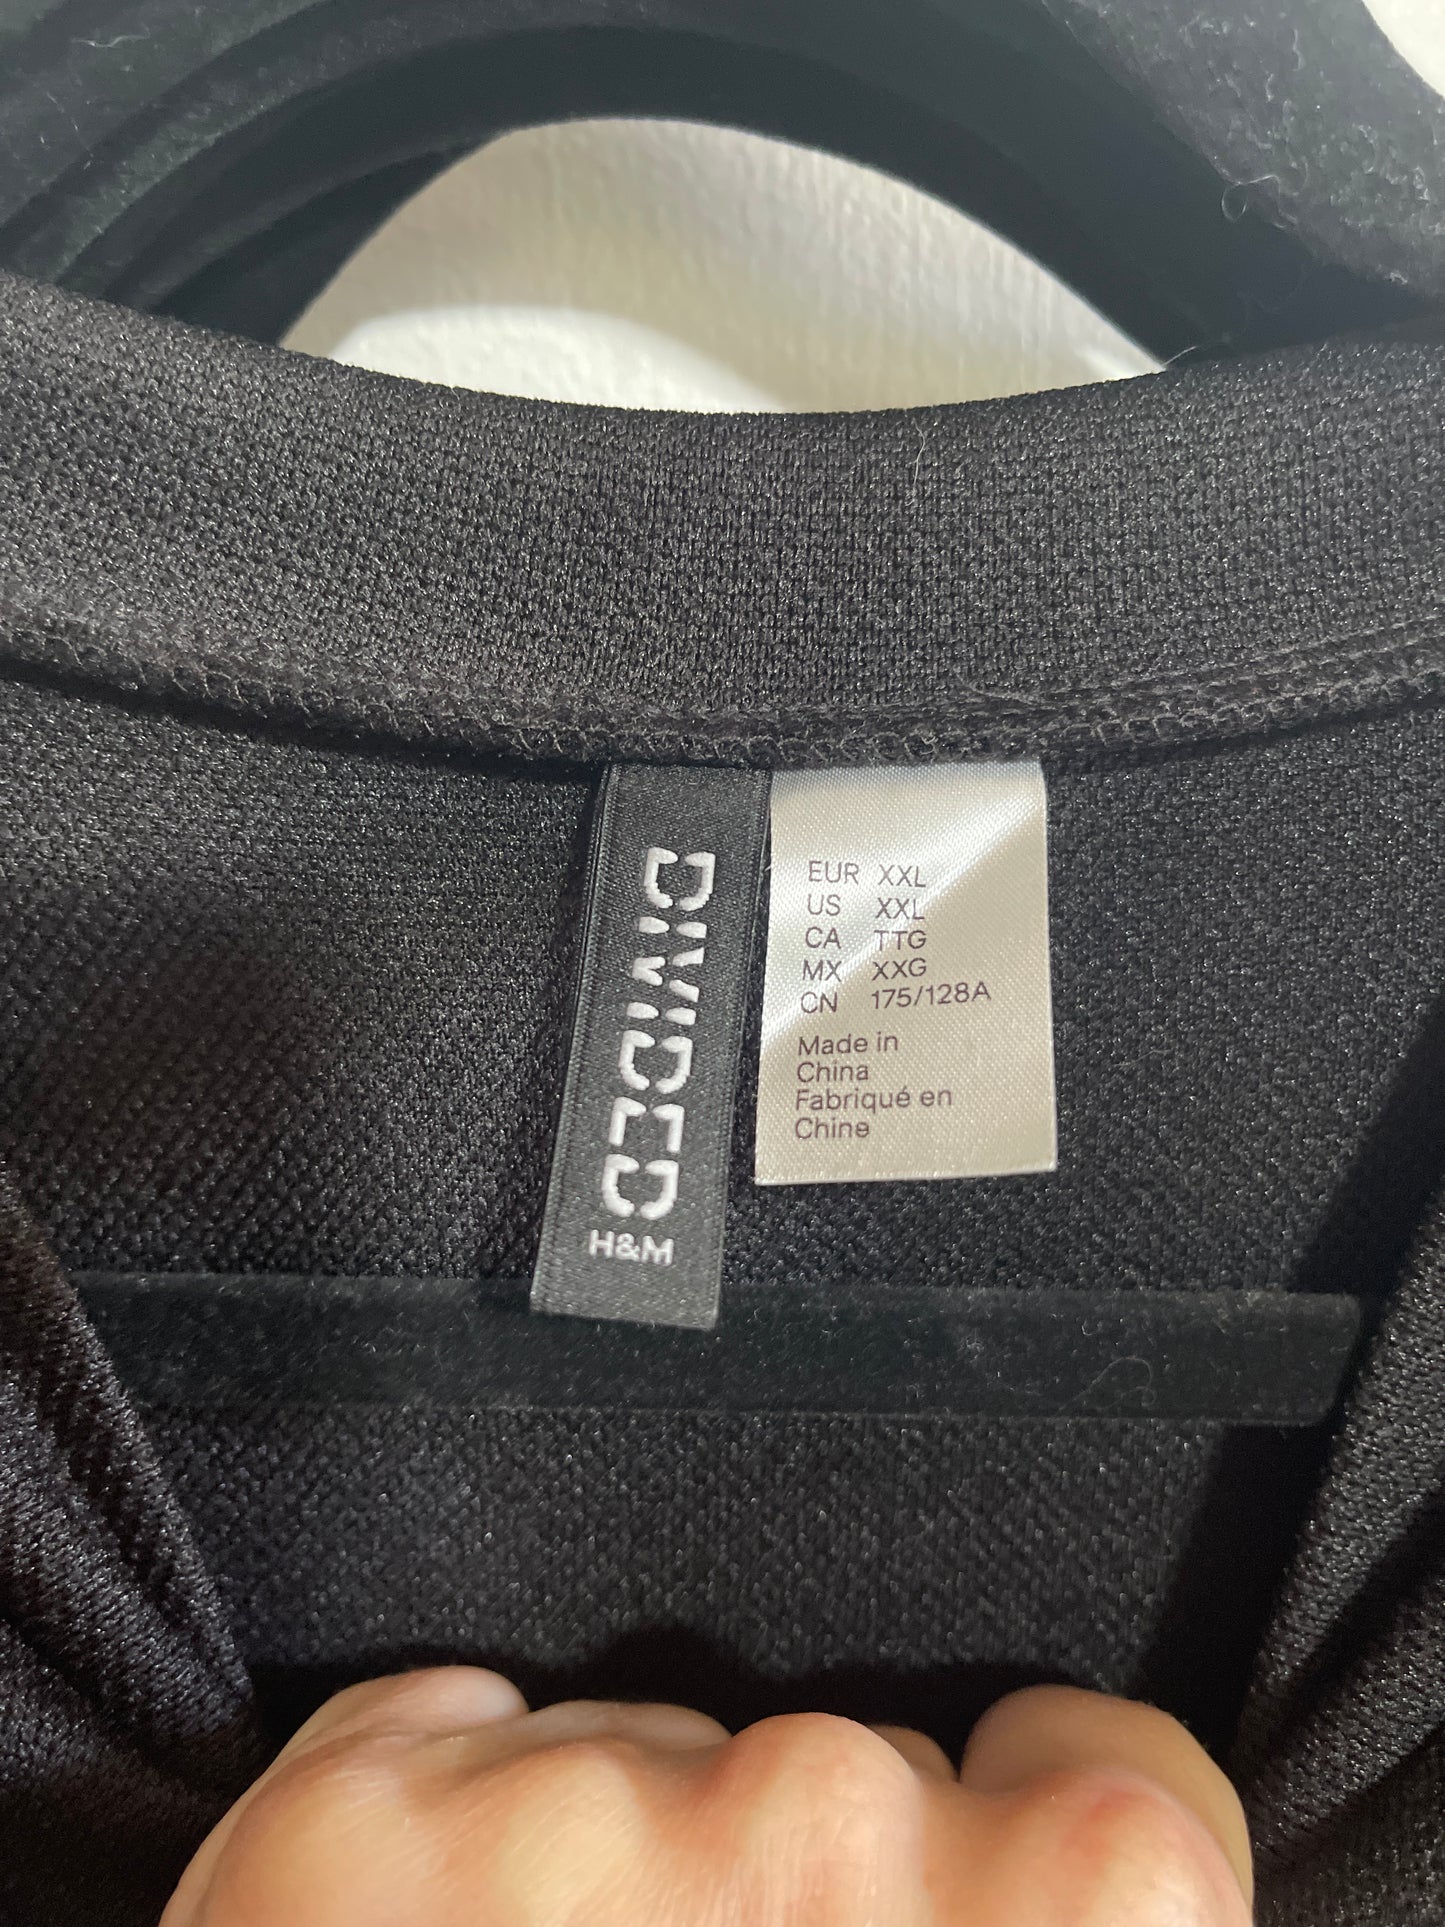 DIVIDED
H&M
EUR XXL
US XXL
CA TTG
MX XXG
CN 175/128A
Made in
China
Fabriqué en
Chine